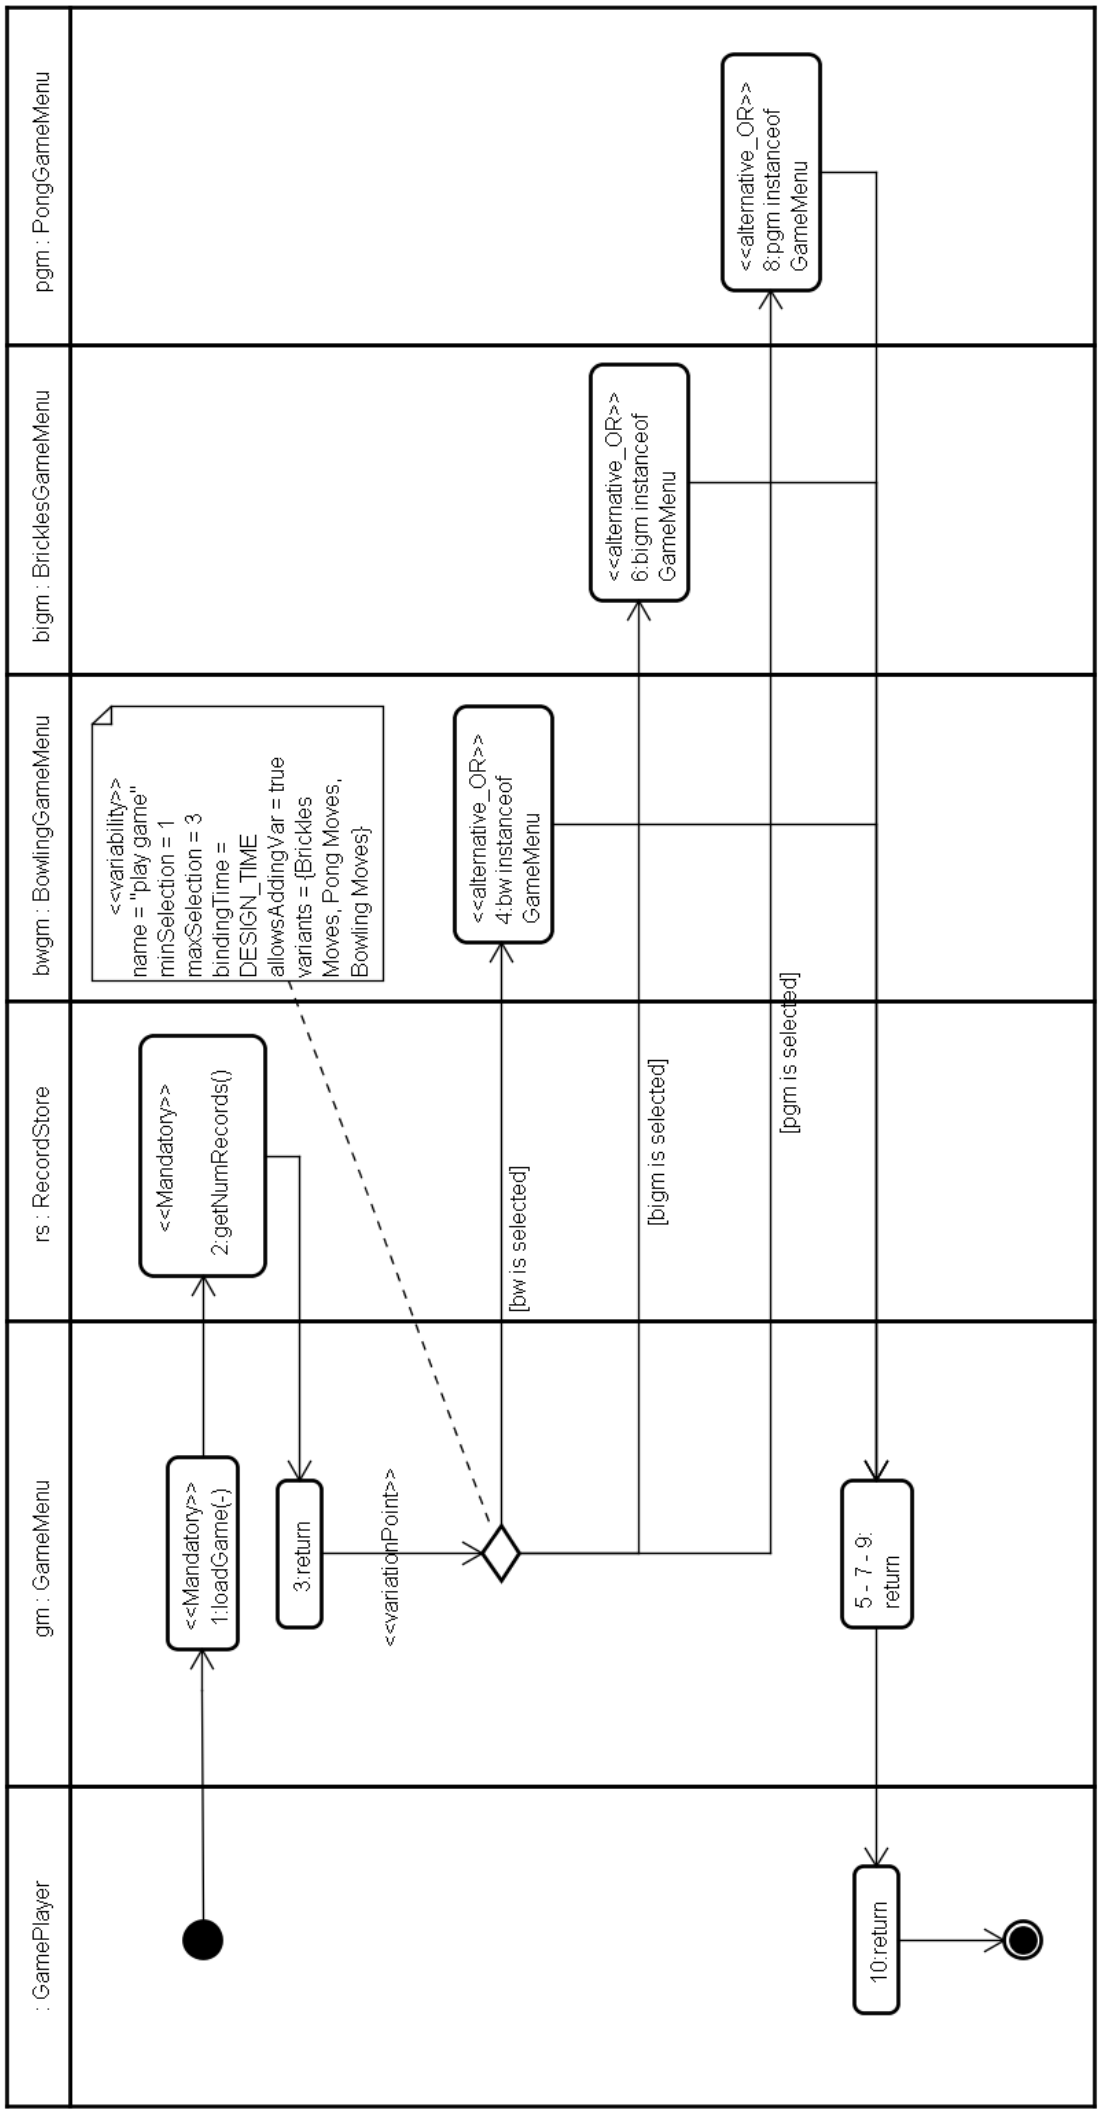 : GamePlayer
gm : GameMenu
rs : RecordStore
bwgm : BowlingGameMenu
bigm : BricklesGameMenu
pgm : PongGameMenu
<<Mandatory>>
1:loadGame(-)
<<Mandatory>>
2:getNumRecords()
3:return
<<variationPoint>>
<<variability>>
name = "play game"
minSelection = 1
maxSelection = 3
bindingTime =
DESIGN_TIME
allowsAddingVar = true
variants = {Brickles
Moves, Pong Moves,
Bowling Moves}
[bw is selected]
<<alternative_OR>>
4:bw instanceof
GameMenu
[bigm is selected]
<<alternative_OR>>
6:bigm instanceof
GameMenu
[pgm is selected]
<<alternative_OR>>
8:pgm instanceof
GameMenu
5 - 7 - 9:
return
10:return